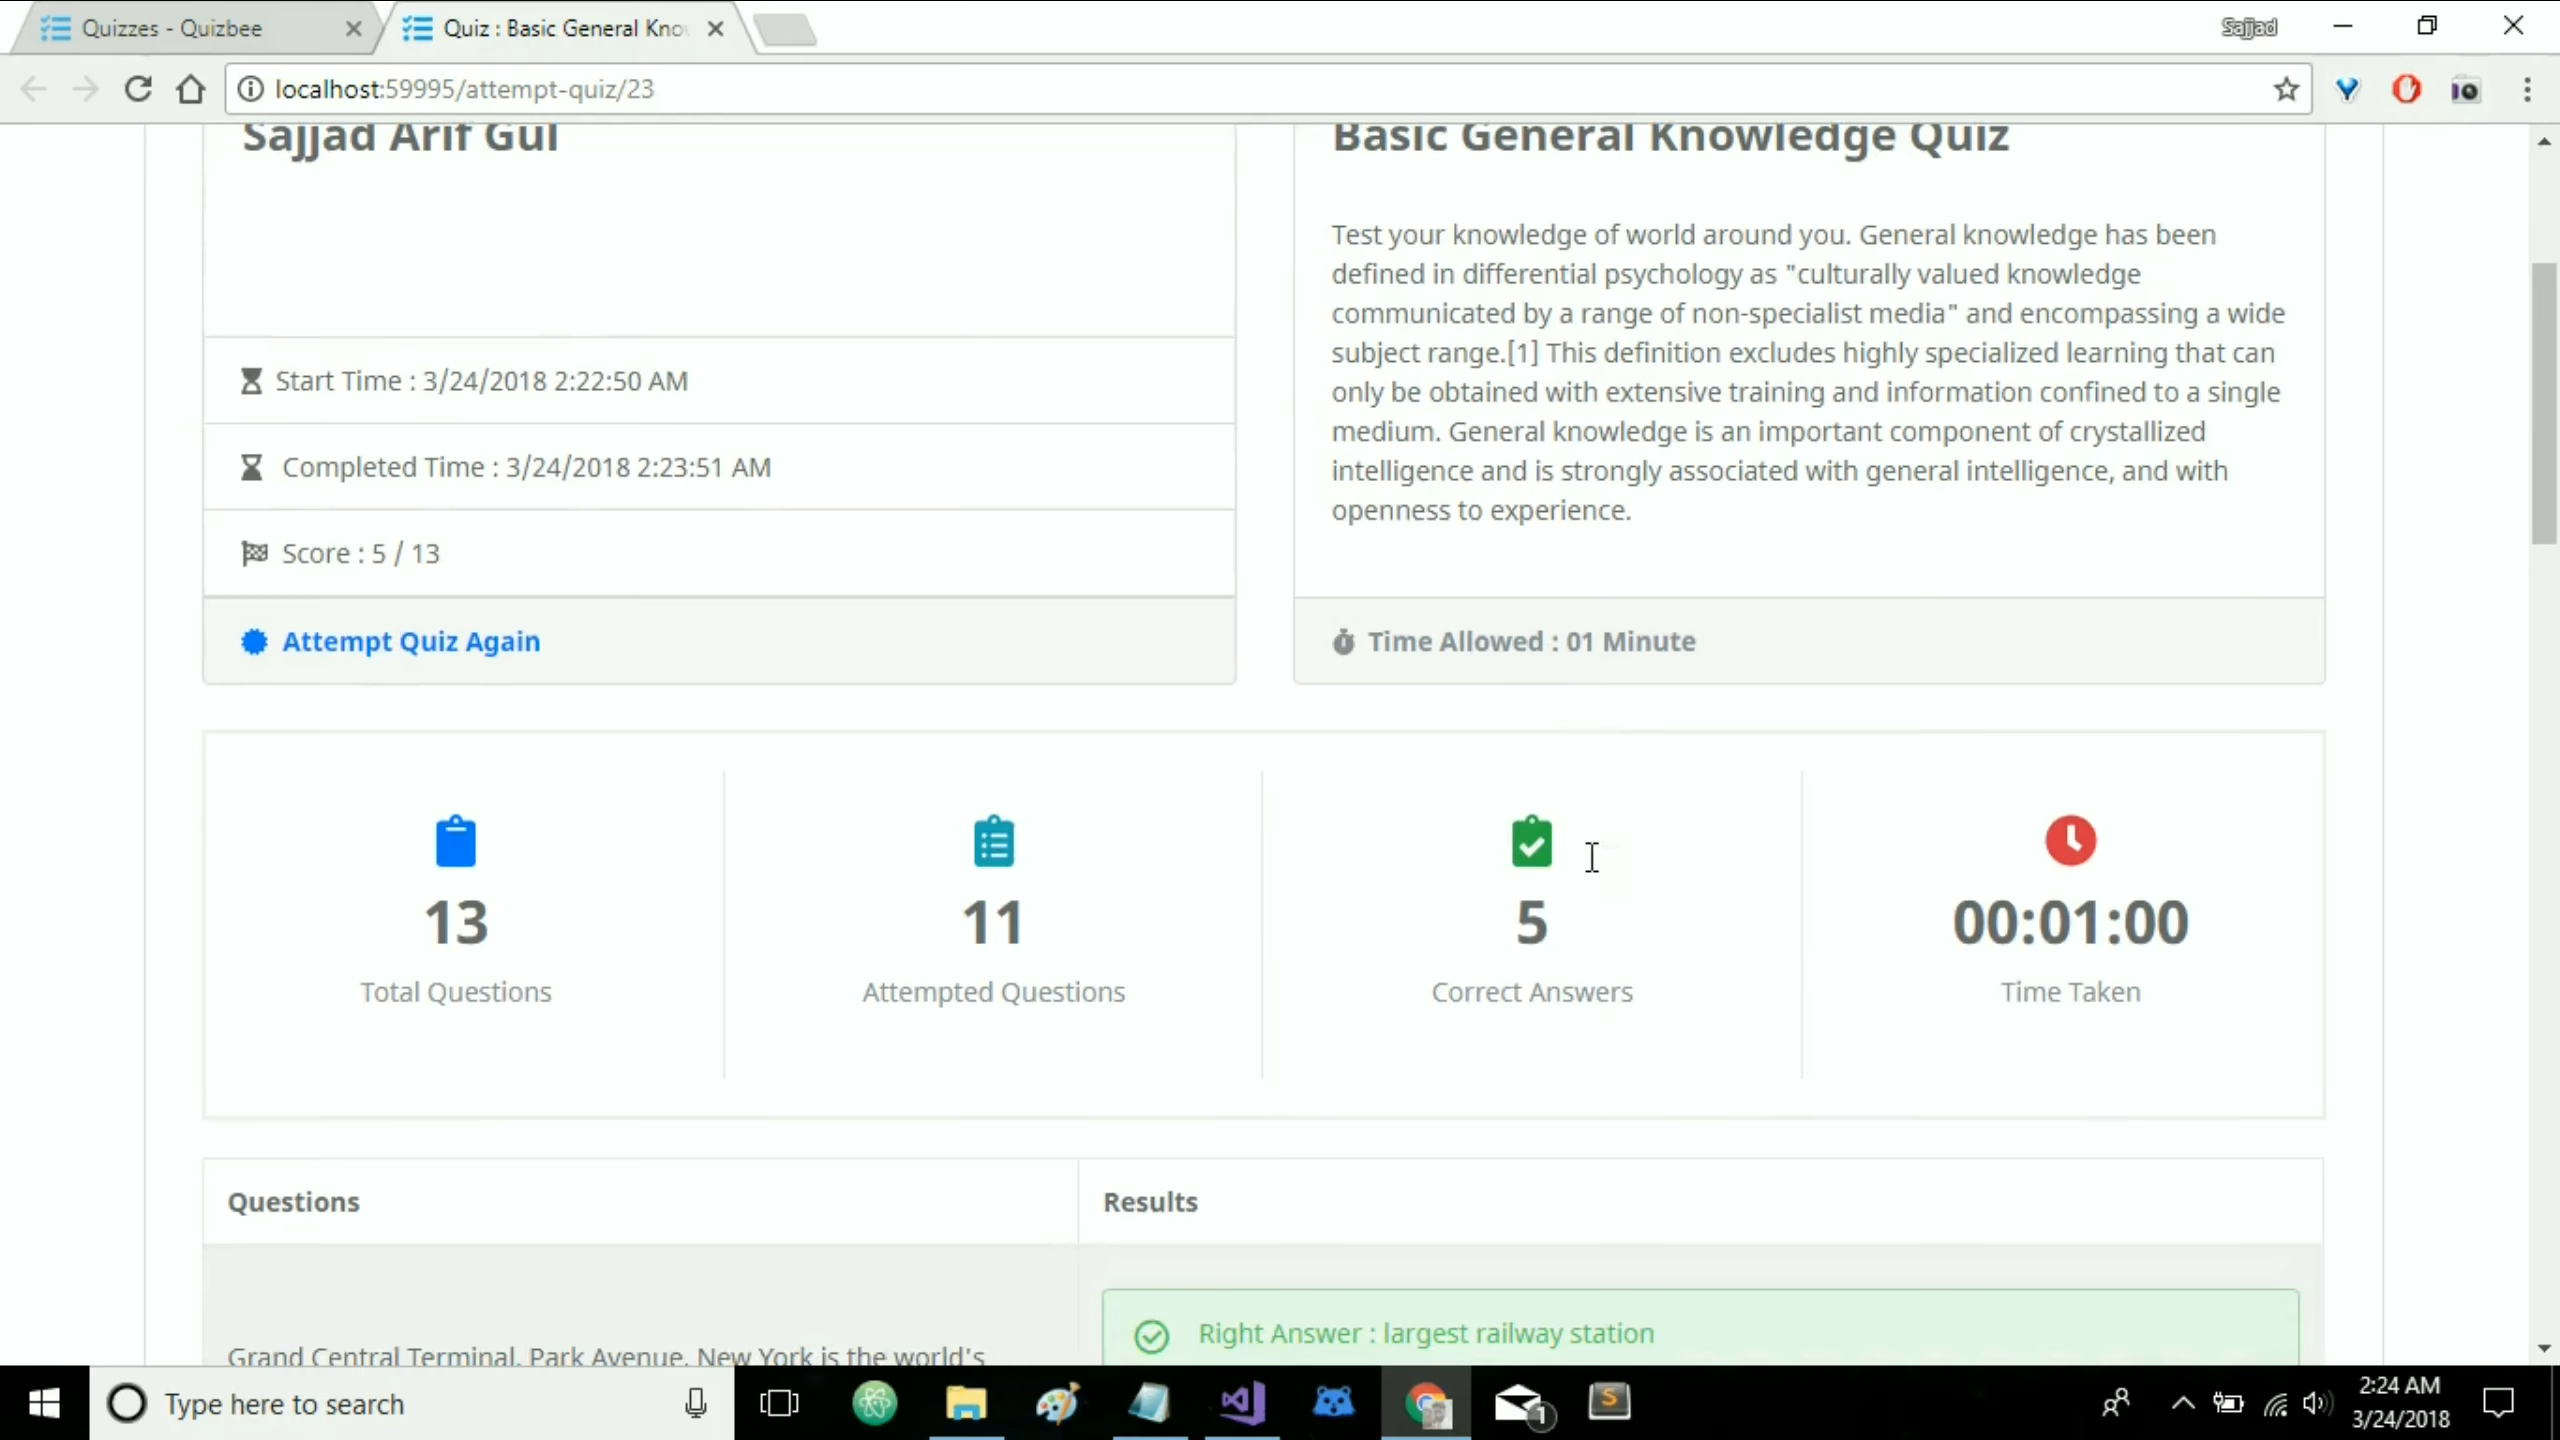 Quizzes - Quizbee
Quiz : Basic General Kno
Sajjad
localhost:59995/attempt-quiz/23
Sajjad Arif Gul
Start Time : 3/24/2018 2:22:50 AM
Completed Time : 3/24/2018 2:23:51 AM
Score : 5 / 13
Attempt Quiz Again
Basic General Knowledge Quiz
Test your knowledge of world around you. General knowledge has been
defined in differential psychology as "culturally valued knowledge
communicated by a range of non-specialist media" and encompassing a wide
subject range.[1] This definition excludes highly specialized learning that can
only be obtained with extensive training and information confined to a single
medium. General knowledge is an important component of crystallized
intelligence and is strongly associated with general intelligence, and with
openness to experience.
Time Allowed : 01 Minute
13
Total Questions
11
Attempted Questions
5
Correct Answers
00:01:00
Time Taken
Questions
Results
Grand Central Terminal, Park Avenue, New York is the world's
Right Answer : largest railway station
Type here to search
1
S
2:24 AM
3/24/2018